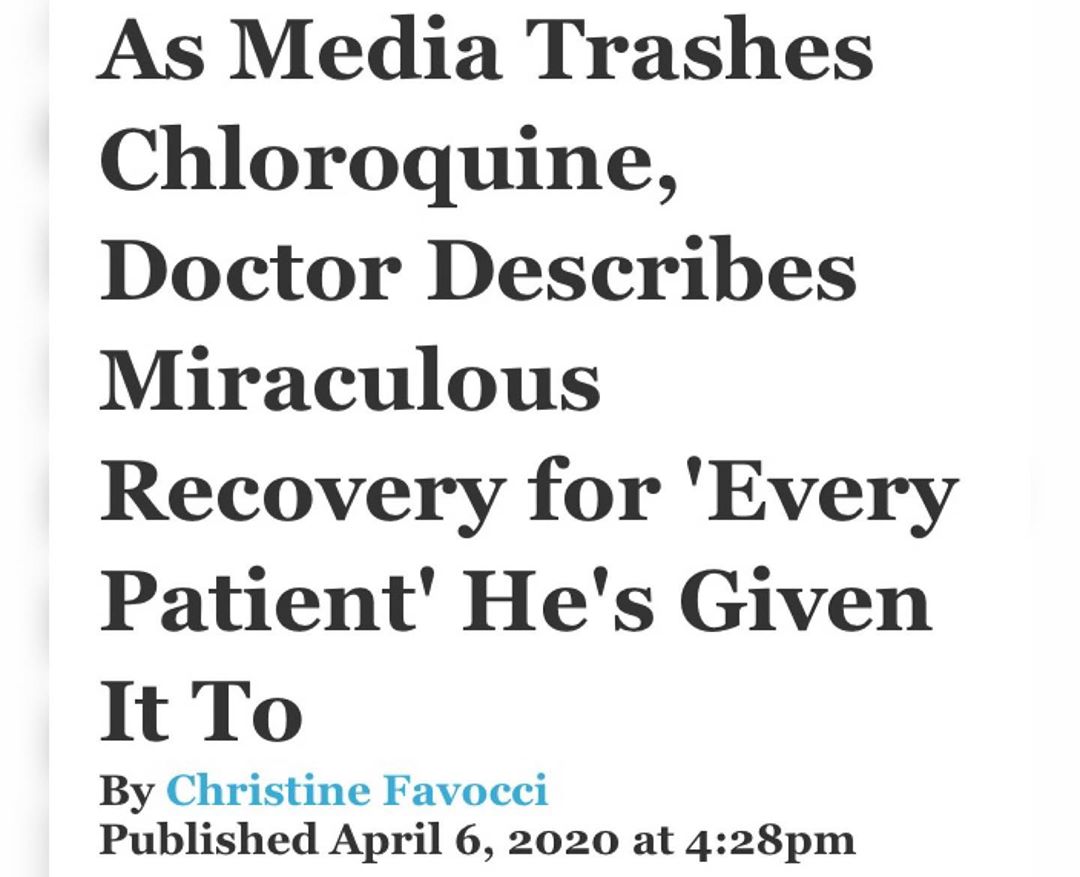 As Media Trashes
Chloroquine,
Doctor Describes
Miraculous
Recovery for 'Every
Patient' He's Given
It To
By Christine Favocci
Published April 6, 2020 at 4:28pm